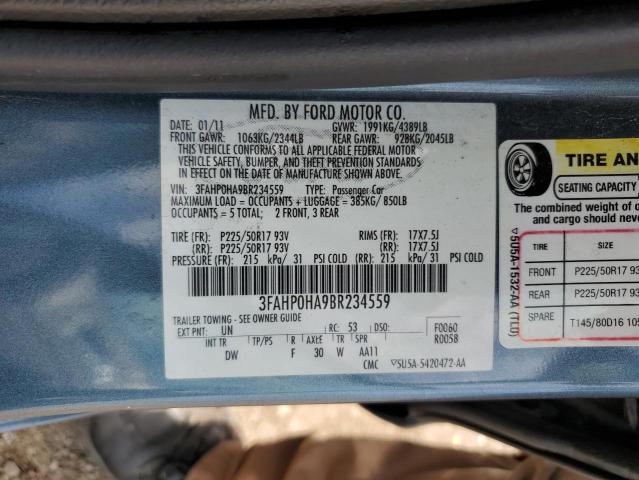 MFD. BY FORD MOTOR CO.
DATE: 01/11 GVWR: 1991KG/4389LB
FRONT GAWR: 1063KG/2344LB REAR GAWR: 928KG/2045LB
THIS VEHICLE CONFORMS TO ALL APPLICABLE FEDERAL MOTOR
VEHICLE SAFETY, BUMPER, AND THEFT PREVENTION STANDARDS
IN EFFECT ON THE DATE OF MANUFACTURE SHOWN ABOVE.
VIN: 3FAHP0HA9BR234559 TYPE: Passenger Car
MAXIMUM LOAD = OCCUPANTS + LUGGAGE = 385KG/ 850LB
OCCUPANTS = 5 TOTAL; 2 FRONT, 3 REAR
TIRE (FR): P225/50R17 93V RIMS (FR): 17X7.5J
(RR): P225/50R17 93V (RR): 17X7.5J
PRESSURE (FR): 215 kPa/ 31 PSI COLD (RR): 215 kPa/ 31 PSI COLD
3FAHP0HA9BR234559
TRAILER TOWING - SEE OWNER GUIDE
EXT PNT: UN RC: 53 DSO: F0060
R0058
INT TR TP/PS R AXLE TR SPR
DW F 30 W AA11
CMC 5U5A-5420472-AA
TIRE AN
SEATING CAPACITY
The combined weight of
and cargo should never
5U5A-1532-AA (TLU)
TIRE SIZE
FRONT P225/50R17 93
REAR P225/50R17 93
SPARE T145/80D16 105